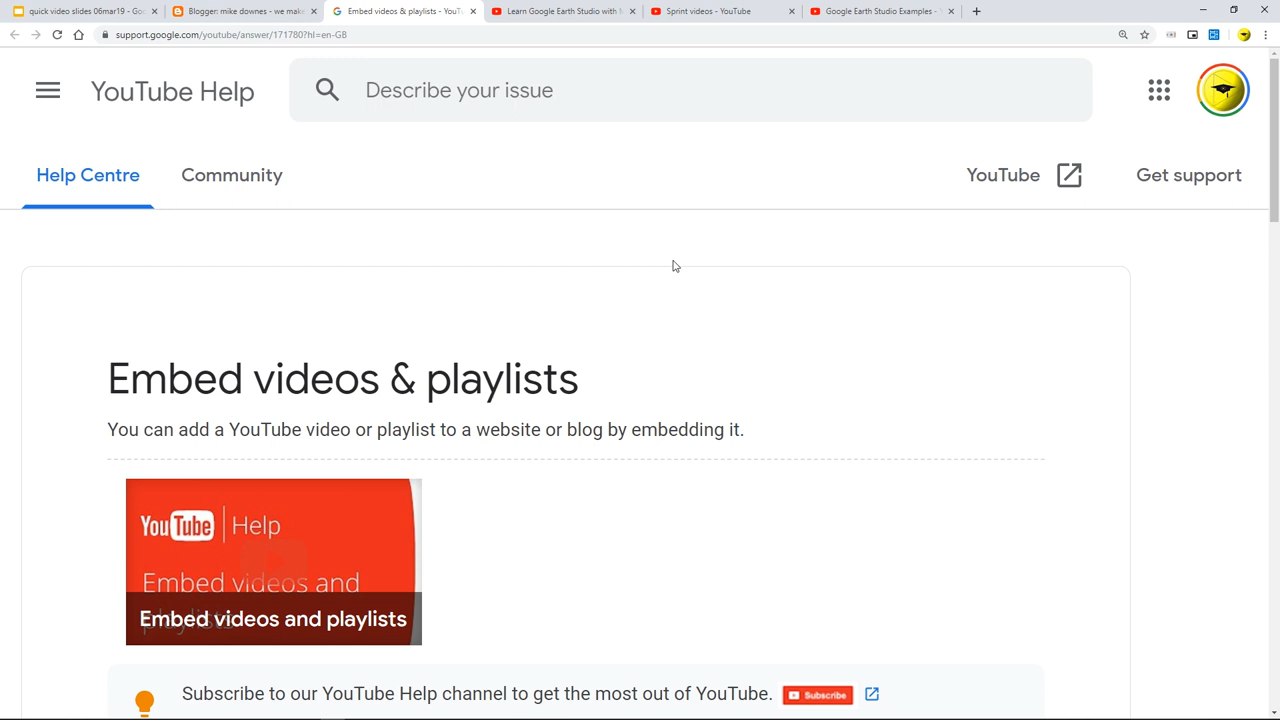 quick video slides 06mar19 - Go
Blogger: mike downes - we mak
Embed videos & playlists - YouT
Learn Google Earth Studio with M
Sprint videos - YouTube
Google Earth Studio Examples - Y
support.google.com/youtube/answer/171780?hl=en-GB
YouTube Help
Describe your issue
Help Centre
Community
YouTube
Get support
Embed videos & playlists
You can add a YouTube video or playlist to a website or blog by embedding it.
YouTube | Help
Embed videos and
playlists
Embed videos and playlists
Subscribe to our YouTube Help channel to get the most out of YouTube. Subscribe